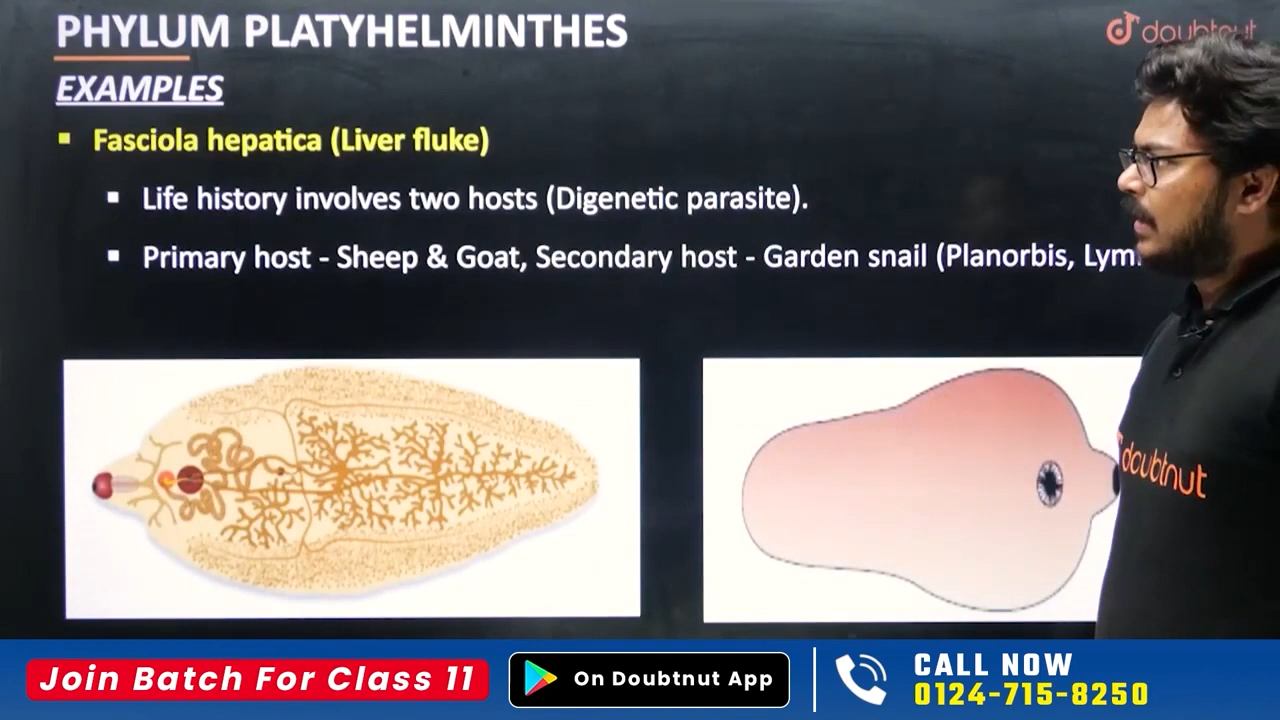 PHYLUM PLATYHELMINTHES
doubtnut
EXAMPLES
▪ Fasciola hepatica (Liver fluke)
▪ Life history involves two hosts (Digenetic parasite).
▪ Primary host - Sheep & Goat, Secondary host - Garden snail (Planorbis,
doubtnut
Join Batch For Class 11
On Doubtnut App
CALL NOW
0124-715-8250